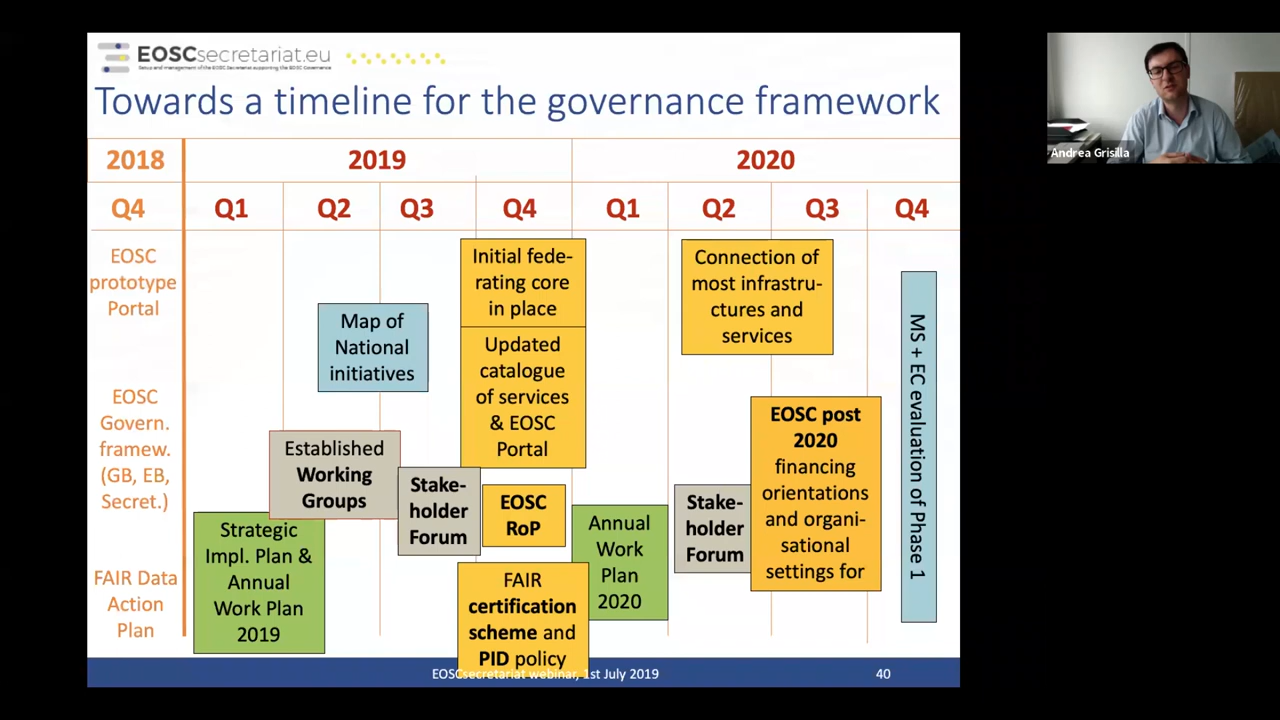 EOSCsecretariat.eu
Towards a timeline for the governance framework
2018
2019
2020
Q4
Q1
Q2
Q3
Q4
Q1
Q2
Q3
Q4
EOSC
prototype
Portal
EOSC
Govern.
framew.
(GB, EB,
Secret.)
FAIR Data
Action
Plan
Strategic
Impl. Plan &
Annual
Work Plan
2019
Established
Working
Groups
Map of
National
initiatives
Stake-
holder
Forum
Initial fede-
rating core
in place
Updated
catalogue
of services
& EOSC
Portal
EOSC
RoP
FAIR
certification
scheme and
PID policy
Annual
Work
Plan
2020
Connection of
most infrastru-
ctures and
services
Stake-
holder
Forum
EOSC post
2020
financing
orientations
and organi-
sational
settings for
MS + EC evaluation of Phase 1
EOSCsecretariat webinar, 1st July 2019
40
Andrea Grisilla